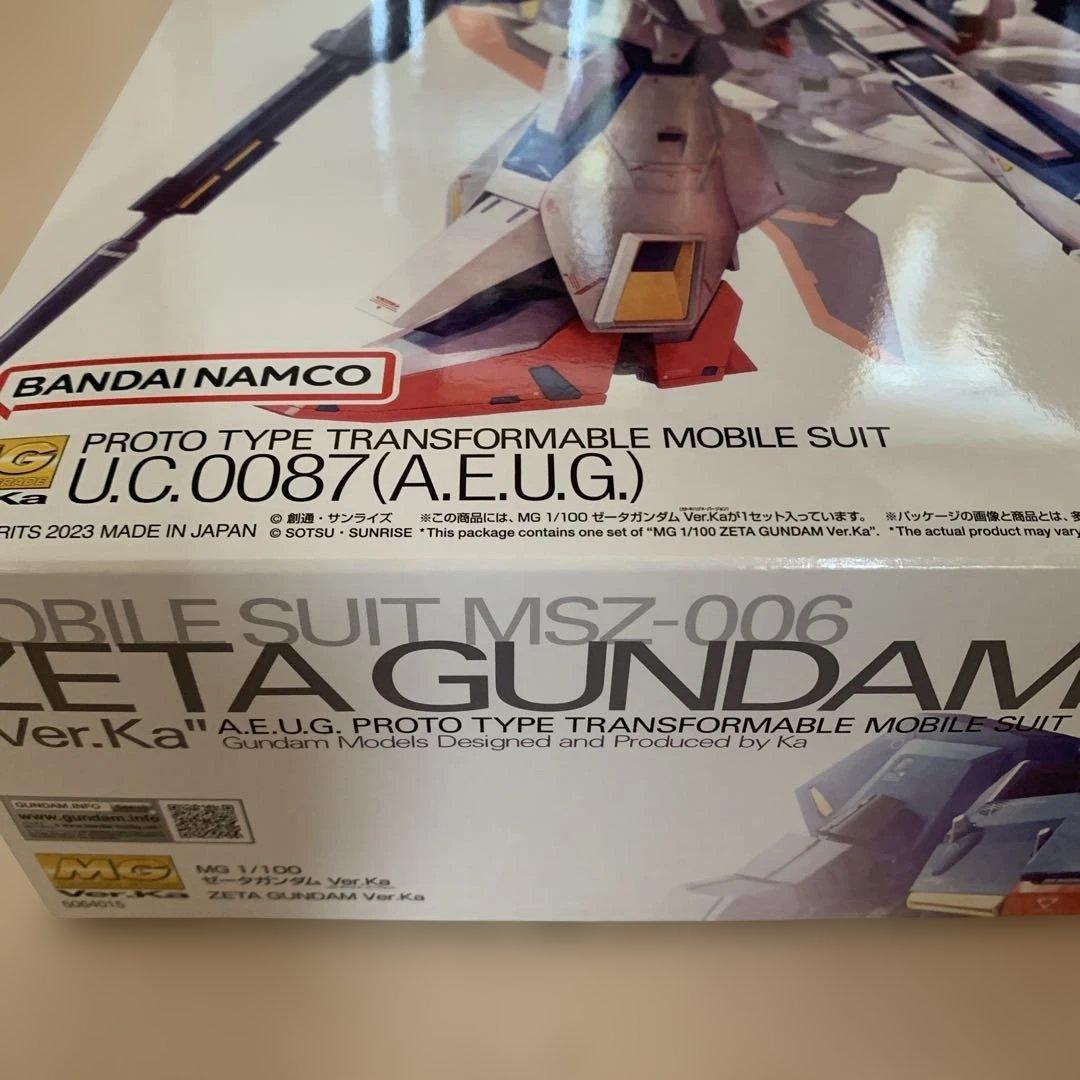 BANDAI NAMCO
PROTO TYPE TRANSFORMABLE MOBILE SUIT
U.C.0087(A.E.U.G.)
Ka
RITS 2023 MADE IN JAPAN © 創通・サンライズ ※この商品には、MG 1/100 ゼータガンダム Ver.Kaが1セット入っています。 ※パッケージの画像と商品とは、多
© SOTSU・SUNRISE *This package contains one set of "MG 1/100 ZETA GUNDAM Ver.Ka". *The actual product may vary
OBILE SUIT MSZ-006
ZETA GUNDAM
Ver.Ka" A.E.U.G. PROTO TYPE TRANSFORMABLE MOBILE SUIT
Gundam Models Designed and Produced by Ka
GUNDAM.INFO
www.gundam.info
MG
Ver.Ka
5064015
MG 1/100
ゼータガンダム Ver.Ka
ZETA GUNDAM Ver.Ka